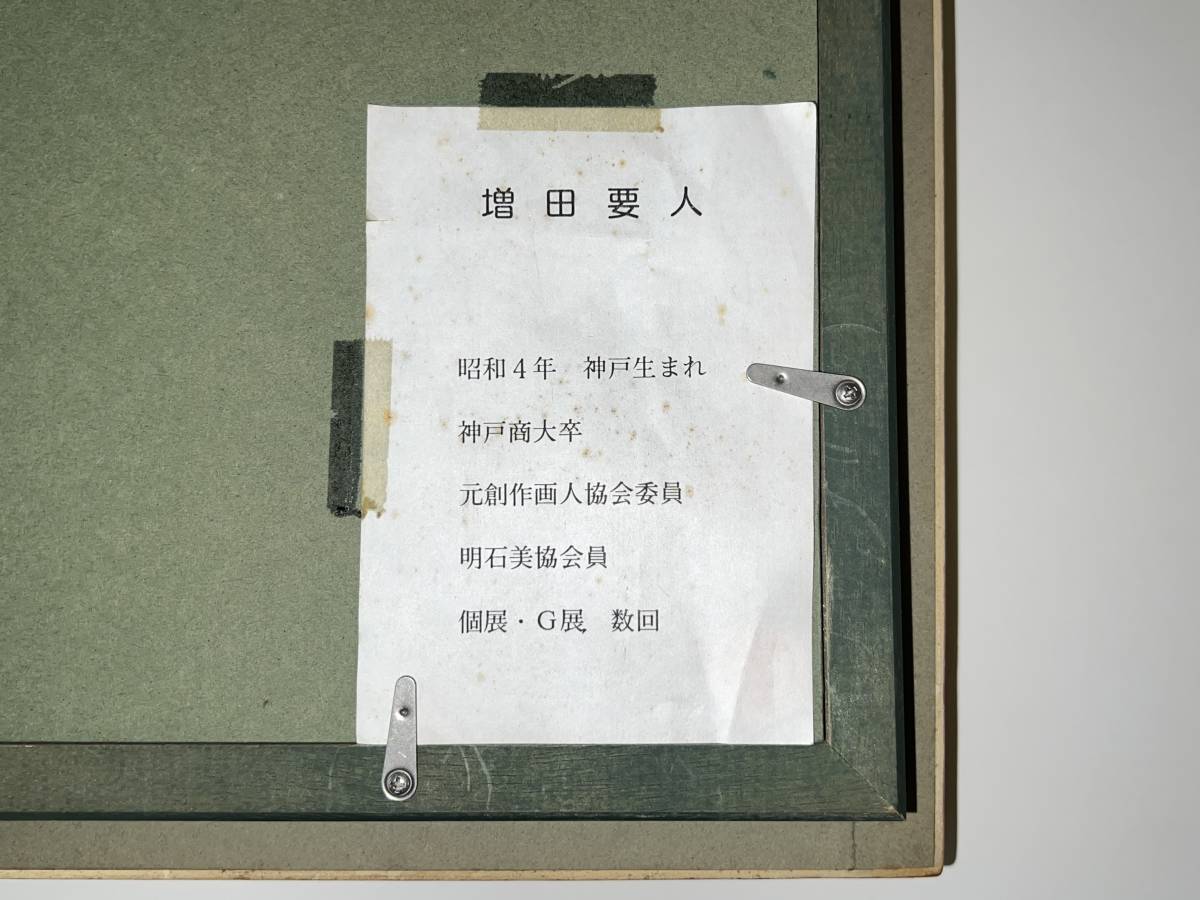 増田要人
昭和4年 神戸生まれ
神戸商大卒
元創作画人協会委員
明石美協会員
個展・G展 数回